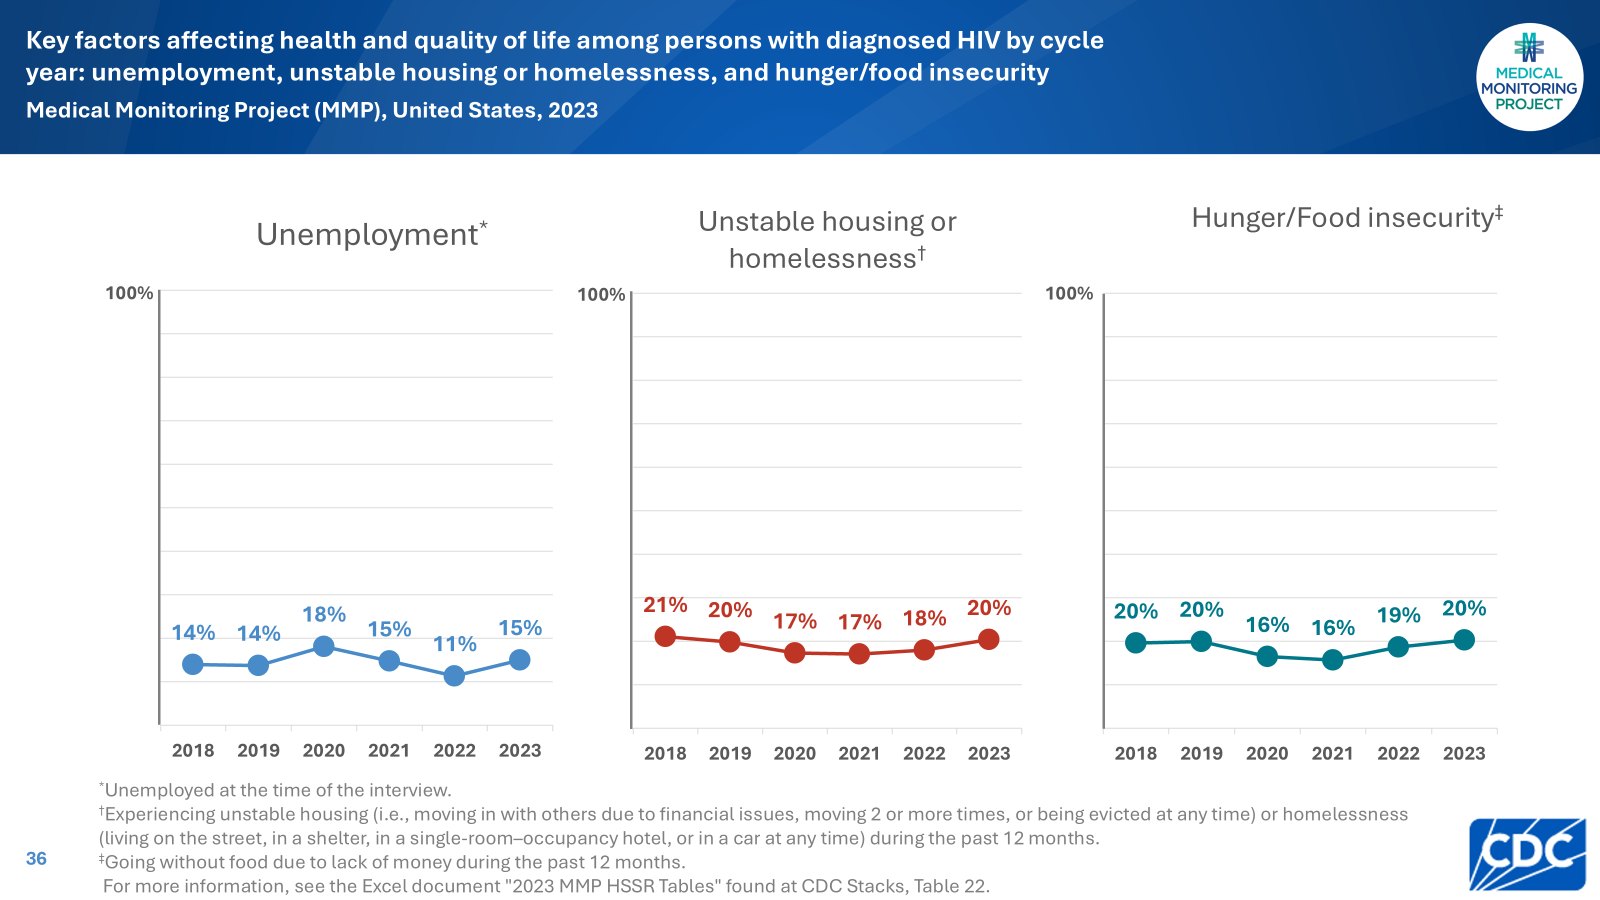 Key factors affecting health and quality of life among persons with diagnosed HIV by cycle
year: unemployment, unstable housing or homelessness, and hunger/food insecurity
Medical Monitoring Project (MMP), United States, 2023
MEDICAL
MONITORING
PROJECT
Unemployment*
100%
14% 14% 18% 15% 11% 15%
2018 2019 2020 2021 2022 2023
Unstable housing or
homelessness†
100%
21% 20% 17% 17% 18% 20%
2018 2019 2020 2021 2022 2023
Hunger/Food insecurity‡
100%
20% 20% 16% 16% 19% 20%
2018 2019 2020 2021 2022 2023
*Unemployed at the time of the interview.
†Experiencing unstable housing (i.e., moving in with others due to financial issues, moving 2 or more times, or being evicted at any time) or homelessness
(living on the street, in a shelter, in a single-room–occupancy hotel, or in a car at any time) during the past 12 months.
‡Going without food due to lack of money during the past 12 months.
For more information, see the Excel document "2023 MMP HSSR Tables" found at CDC Stacks, Table 22.
36
CDC